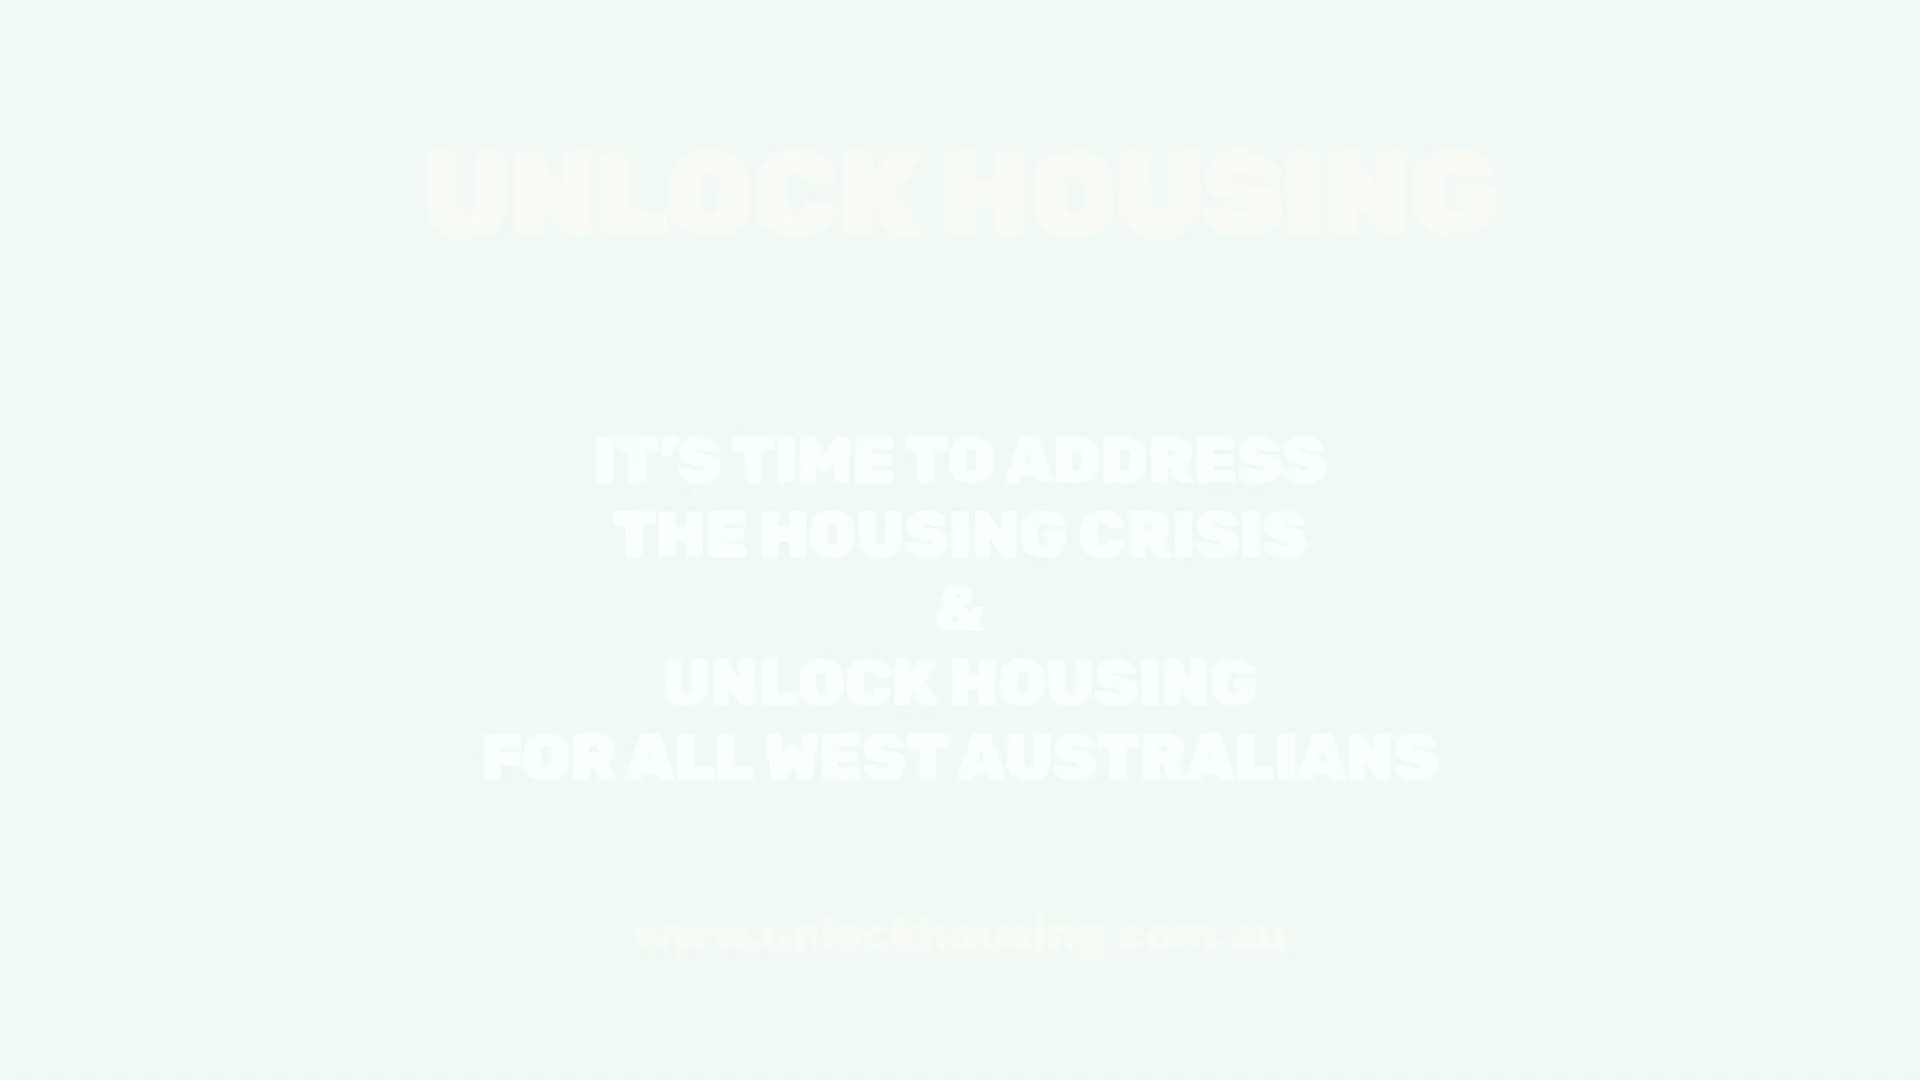 UNLOCK HOUSING
IT'S TIME TO ADDRESS
THE HOUSING CRISIS
&
UNLOCK HOUSING
FOR ALL WEST AUSTRALIANS
www.unlockhousing.com.au